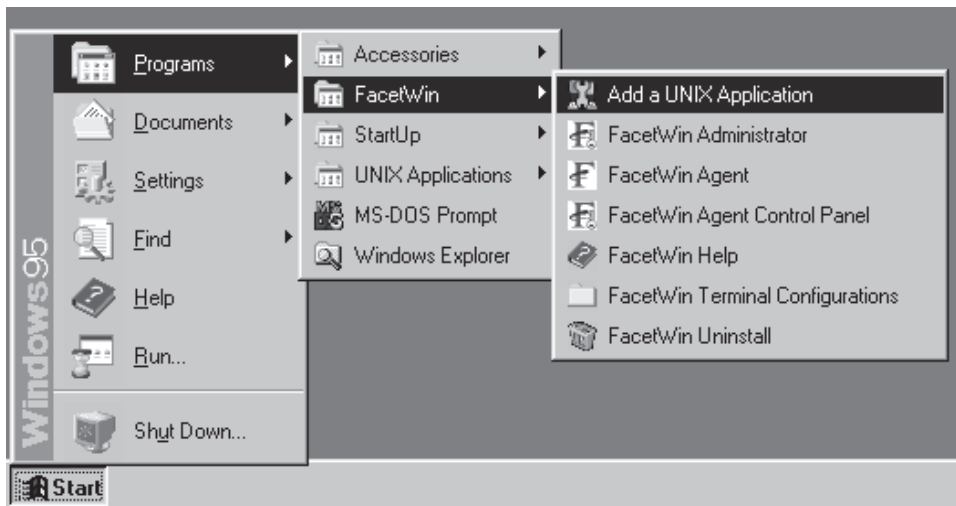 Windows95
Programs
Documents
Settings
Find
Help
Run...
Shut Down...
Start
Accessories
FacetWin
StartUp
UNIX Applications
MS-DOS Prompt
Windows Explorer
Add a UNIX Application
FacetWin Administrator
FacetWin Agent
FacetWin Agent Control Panel
FacetWin Help
FacetWin Terminal Configurations
FacetWin Uninstall